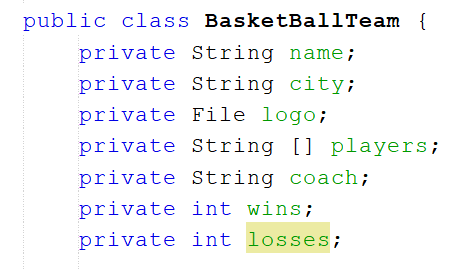 public class BasketBallTeam {
private String name;
private String city;
private File logo;
private String [] players;
private String coach;
private int wins;
private int losses;